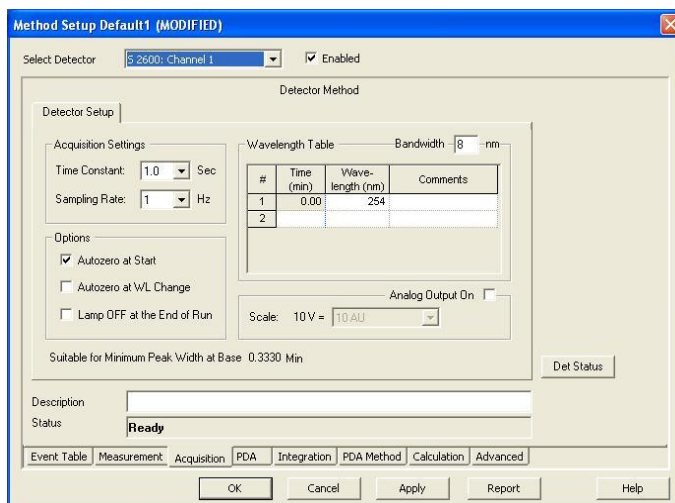 Method Setup Default1 (MODIFIED)
Select Detector S 2600: Channel 1 Enabled
Detector Method
Detector Setup
Acquisition Settings
Time Constant: 1.0 Sec
Sampling Rate: 1 Hz
Wavelength Table Bandwidth 8 nm
# Time (min) Wave-length (nm) Comments
1 0.00 254
2
Options
Autozero at Start
Autozero at WL Change
Lamp OFF at the End of Run
Analog Output On
Scale: 10 V = 10 AU
Suitable for Minimum Peak Width at Base 0.3330 Min
Det Status
Description
Status Ready
Event Table Measurement Acquisition PDA Integration PDA Method Calculation Advanced
OK Cancel Apply Report Help